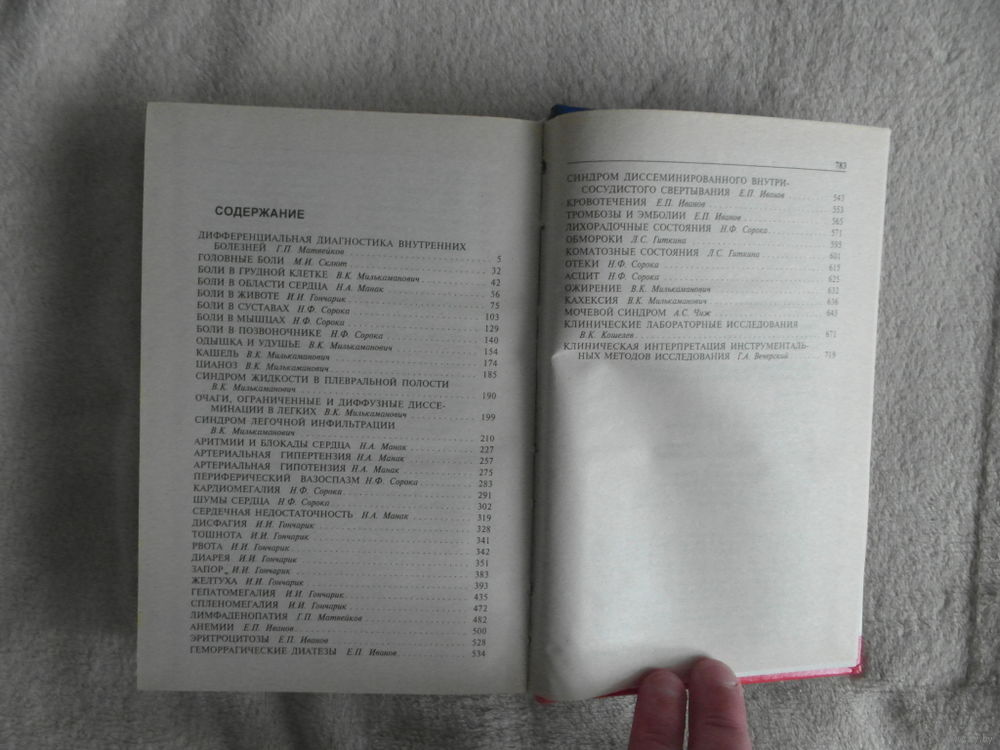 СОДЕРЖАНИЕ
ДИФФЕРЕНЦИАЛЬНАЯ ДИАГНОСТИКА ВНУТРЕННИХ
БОЛЕЗНЕЙ Г.П. Матвейков 5
ГОЛОВНЫЕ БОЛИ М.И. Склют 32
БОЛИ В ГРУДНОЙ КЛЕТКЕ В.К. Милькаманович 42
БОЛИ В ОБЛАСТИ СЕРДЦА Н.А. Манак 56
БОЛИ В ЖИВОТЕ И.И. Гончарик 75
БОЛИ В СУСТАВАХ Н.Ф. Сорока 103
БОЛИ В МЫШЦАХ Н.Ф. Сорока 129
БОЛИ В ПОЗВОНОЧНИКЕ Н.Ф. Сорока 140
ОДЫШКА И УДУШЬЕ В.К. Милькаманович 154
КАШЕЛЬ В.К. Милькаманович 174
ЦИАНОЗ В.К. Милькаманович 185
СИНДРОМ ЖИДКОСТИ В ПЛЕВРАЛЬНОЙ ПОЛОСТИ
В.К. Милькаманович 190
ОЧАГИ, ОГРАНИЧЕННЫЕ И ДИФФУЗНЫЕ ДИССЕ-
МИНАЦИИ В ЛЕГКИХ В.К. Милькаманович 199
СИНДРОМ ЛЕГОЧНОЙ ИНФИЛЬТРАЦИИ
В.К. Милькаманович 210
АРИТМИИ И БЛОКАДЫ СЕРДЦА Н.А. Манак 227
АРТЕРИАЛЬНАЯ ГИПЕРТЕНЗИЯ Н.А. Манак 257
АРТЕРИАЛЬНАЯ ГИПОТЕНЗИЯ Н.А. Манак 275
ПЕРИФЕРИЧЕСКИЙ ВАЗОСПАЗМ Н.Ф. Сорока 283
КАРДИОМЕГАЛИЯ Н.Ф. Сорока 291
ШУМЫ СЕРДЦА Н.Ф. Сорока 302
СЕРДЕЧНАЯ НЕДОСТАТОЧНОСТЬ Н.А. Манак 319
ДИСФАГИЯ И.И. Гончарик 328
ТОШНОТА И.И. Гончарик 341
РВОТА И.И. Гончарик 342
ДИАРЕЯ И.И. Гончарик 351
ЗАПОР И.И. Гончарик 383
ЖЕЛТУХА И.И. Гончарик 393
ГЕПАТОМЕГАЛИЯ И.И. Гончарик 435
СПЛЕНОМЕГАЛИЯ И.И. Гончарик 472
ЛИМФАДЕНОПАТИЯ Г.П. Матвейков 482
АНЕМИИ Е.П. Иванов 500
ЭРИТРОЦИТОЗЫ Е.П. Иванов 528
ГЕМОРРАГИЧЕСКИЕ ДИАТЕЗЫ Е.П. Иванов 534
783
СИНДРОМ ДИССЕМИНИРОВАННОГО ВНУТРИ-
СОСУДИСТОГО СВЕРТЫВАНИЯ Е.П. Иванов 543
КРОВОТЕЧЕНИЯ Е.П. Иванов 553
ТРОМБОЗЫ И ЭМБОЛИИ Е.П. Иванов 565
ЛИХОРАДОЧНЫЕ СОСТОЯНИЯ Н.Ф. Сорока 571
ОБМОРОКИ Л.С. Гиткина 595
КОМАТОЗНЫЕ СОСТОЯНИЯ Л.С. Гиткина 601
ОТЕКИ Н.Ф. Сорока 615
АСЦИТ Н.Ф. Сорока 625
ОЖИРЕНИЕ В.К. Милькаманович 632
КАХЕКСИЯ В.К. Милькаманович 636
МОЧЕВОЙ СИНДРОМ А.С. Чиж 643
КЛИНИЧЕСКИЕ ЛАБОРАТОРНЫЕ ИССЛЕДОВАНИЯ
В.К. Кошелев 671
КЛИНИЧЕСКАЯ ИНТЕРПРЕТАЦИЯ ИНСТРУМЕНТАЛЬ-
НЫХ МЕТОДОВ ИССЛЕДОВАНИЯ Г.А. Вечерский 719